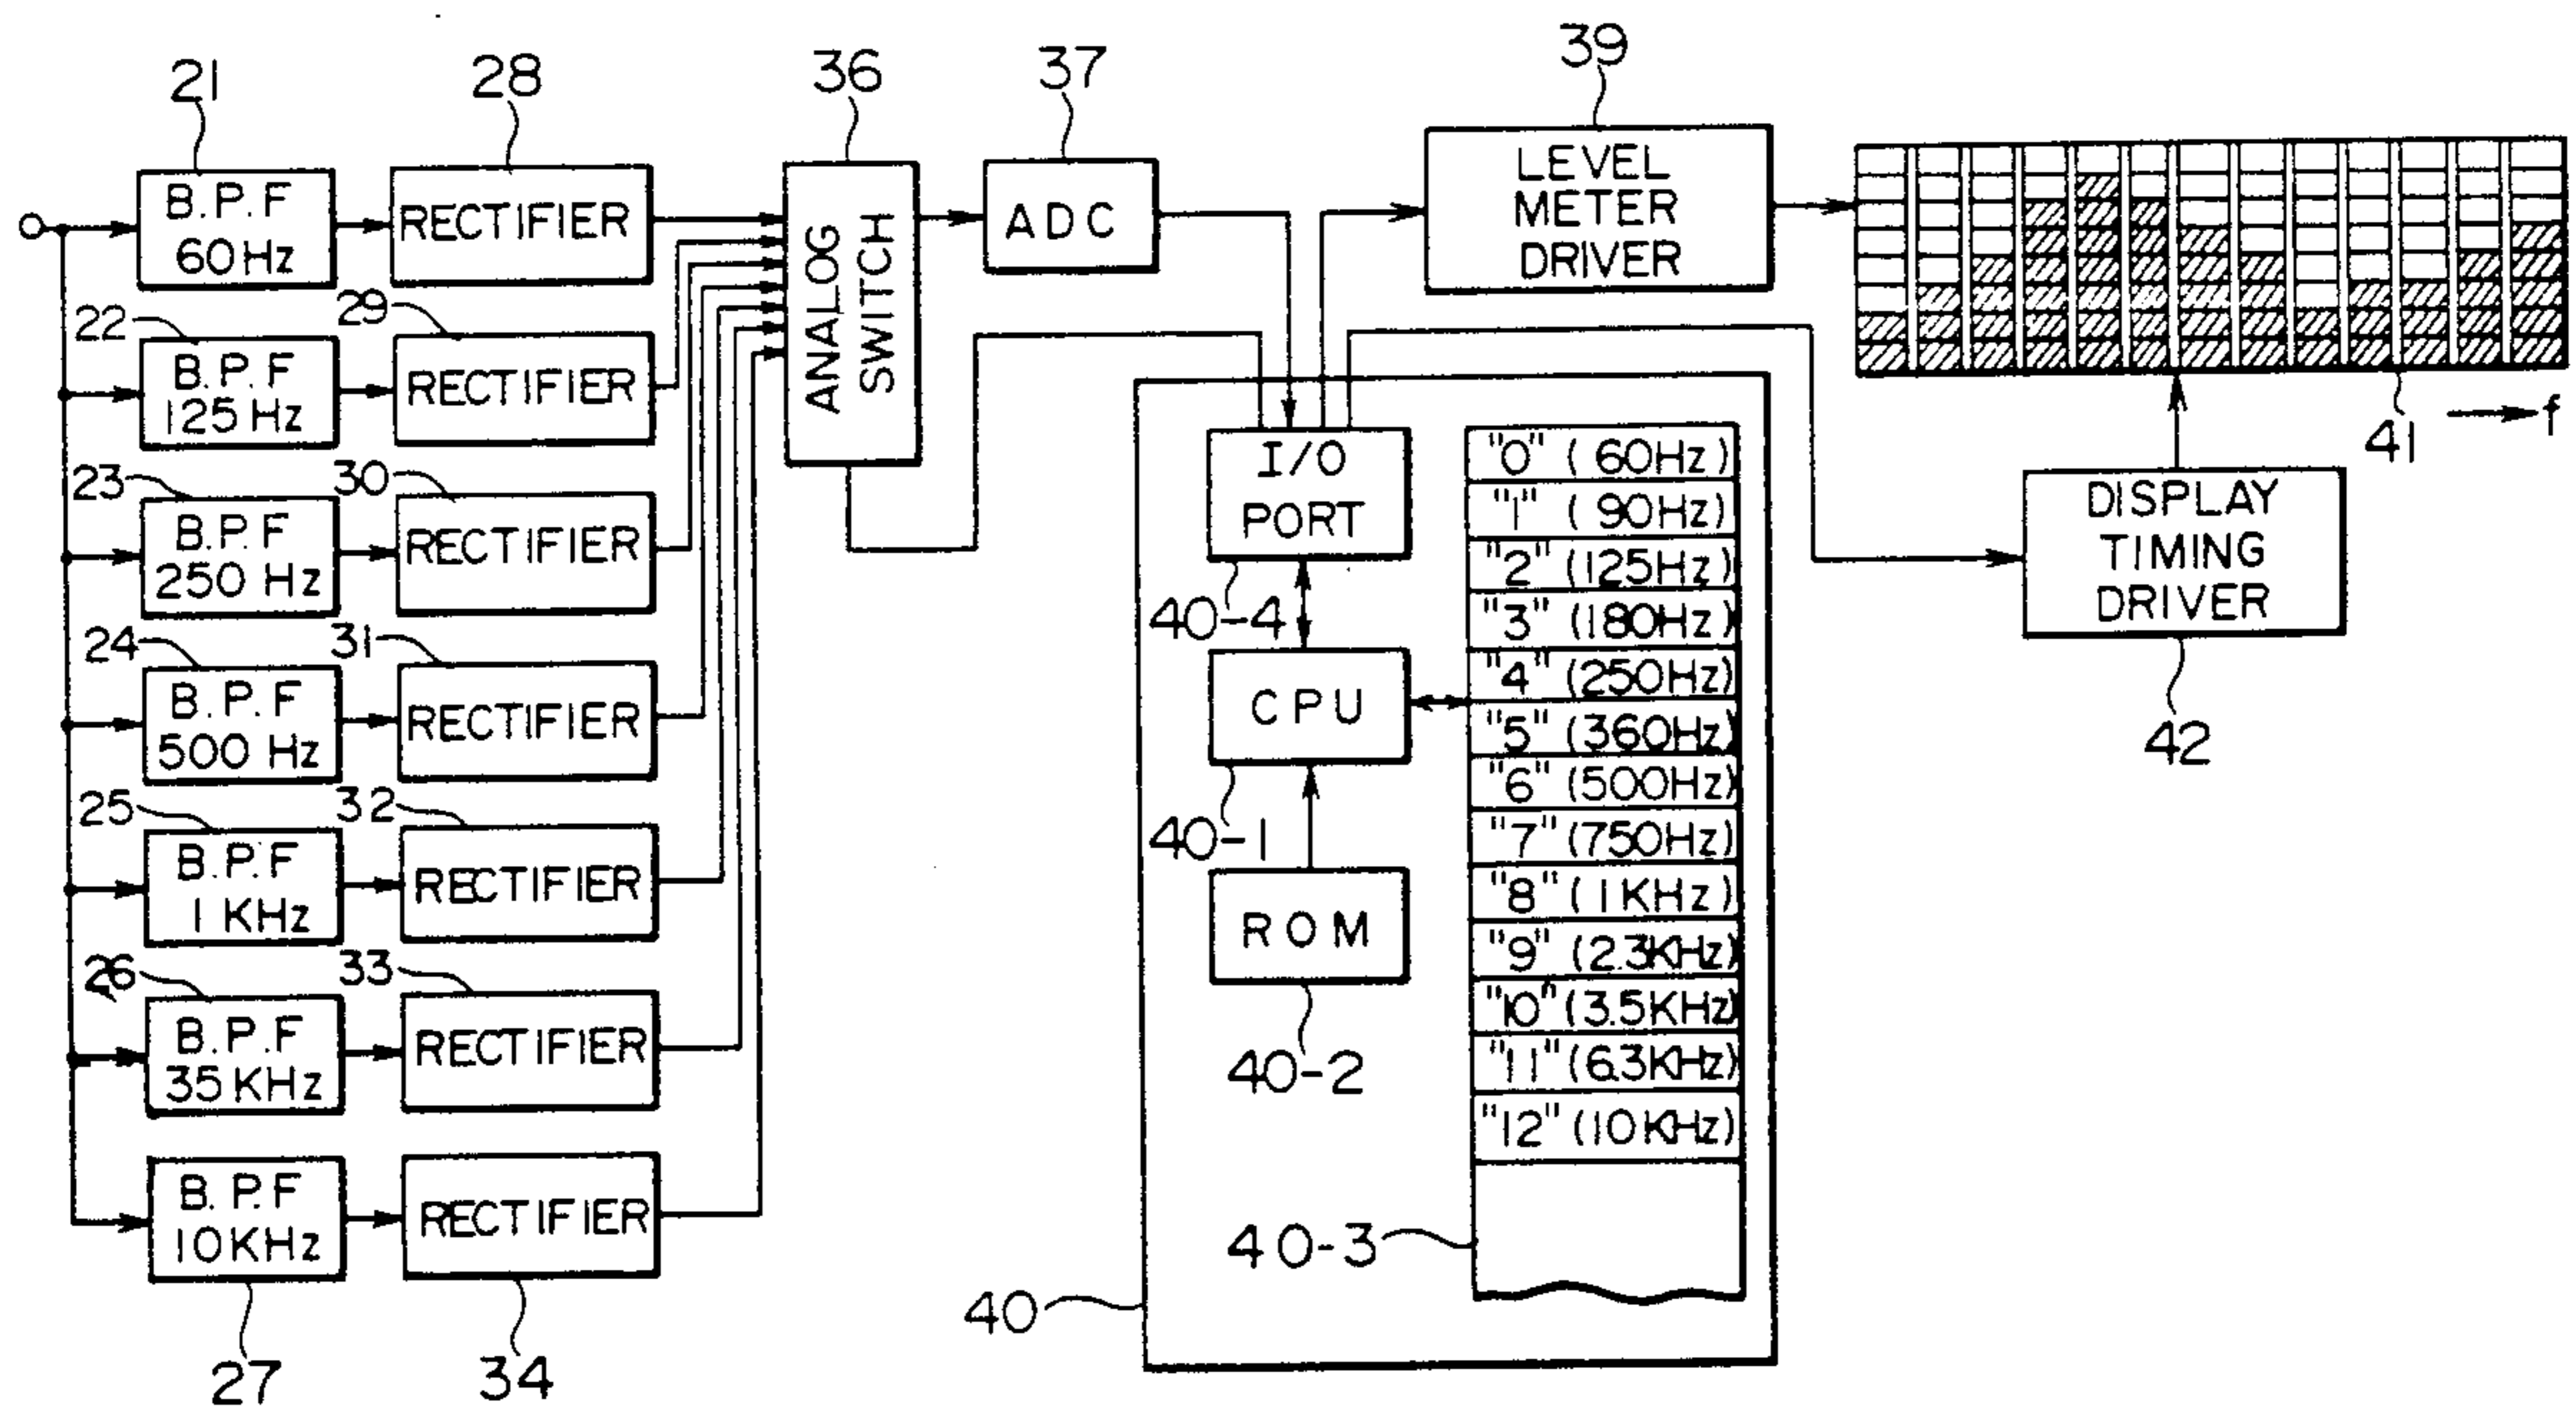 21
B.P.F
60Hz
28
RECTIFIER
22
B.P.F
125Hz
29
RECTIFIER
23
B.P.F
250 Hz
30
RECTIFIER
24
B.P.F
500 Hz
31
RECTIFIER
25
B.P.F
1 KHz
32
RECTIFIER
26
B.P.F
35KHz
33
RECTIFIER
B.P.F
10KHz
27
RECTIFIER
34
36
ANALOG
SWITCH
37
ADC
39
LEVEL
METER
DRIVER
41
f
DISPLAY
TIMING
DRIVER
42
I/O
PORT
40-4
CPU
40-1
ROM
40-2
"0" (60Hz)
"1" (90Hz)
"2" (125Hz)
"3" (180Hz)
"4" (250Hz)
"5" (360Hz)
"6" (500Hz)
"7" (750Hz)
"8" (1KHz)
"9" (2.3KHz)
"10" (3.5KHz)
"11" (6.3KHz)
"12" (10KHz)
40-3
40